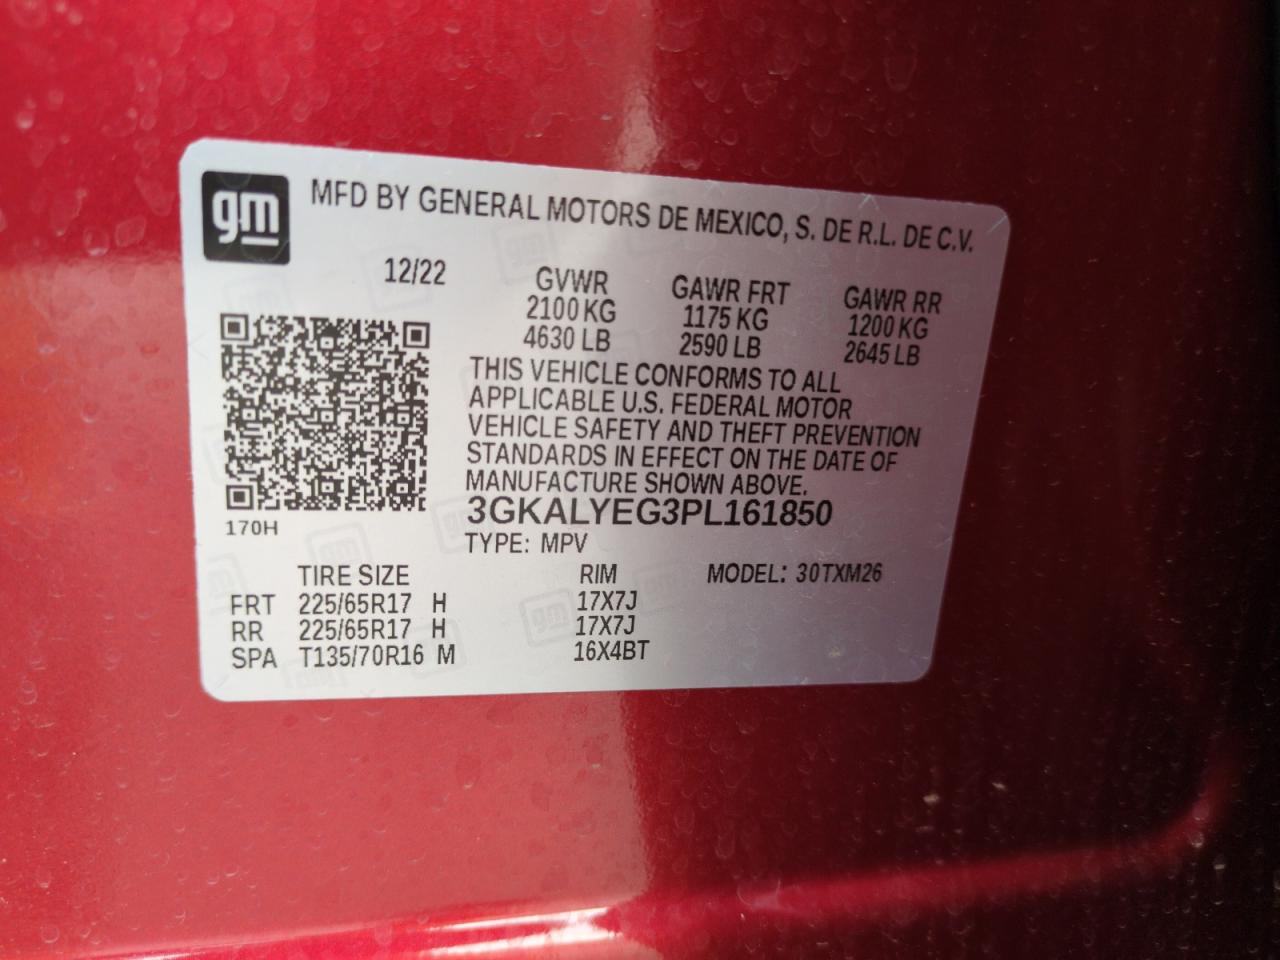 gm MFD BY GENERAL MOTORS DE MEXICO, S. DE R.L. DE C.V.
12/22 GVWR GAWR FRT GAWR RR
2100 KG 1175 KG 1200 KG
4630 LB 2590 LB 2645 LB
THIS VEHICLE CONFORMS TO ALL
APPLICABLE U.S. FEDERAL MOTOR
VEHICLE SAFETY AND THEFT PREVENTION
STANDARDS IN EFFECT ON THE DATE OF
MANUFACTURE SHOWN ABOVE.
3GKALYEG3PL161850
170H
TYPE: MPV
TIRE SIZE RIM MODEL: 30TXM26
FRT 225/65R17 H 17X7J
RR 225/65R17 H 17X7J
SPA T135/70R16 M 16X4BT